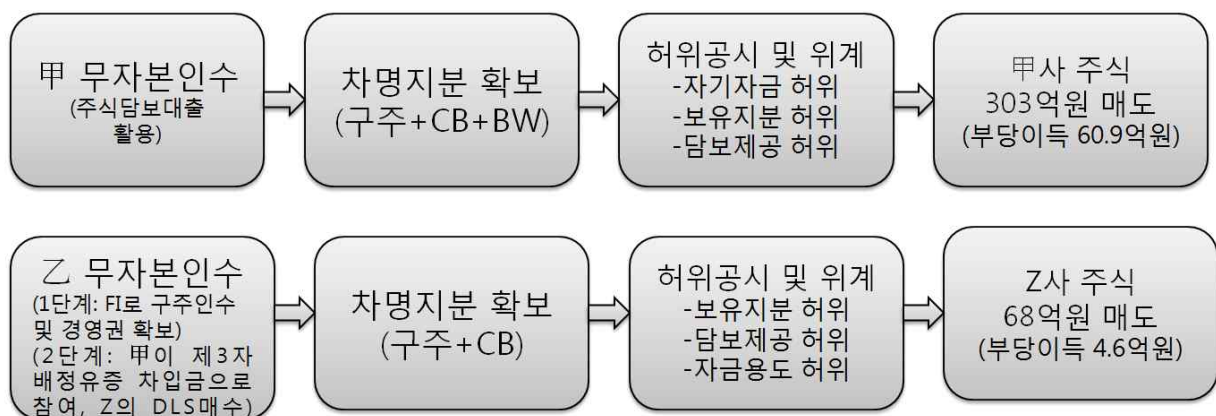 甲 무자본인수
(주식담보대출
활용)
차명지분 확보
(구주+CB+BW)
허위공시 및 위계
-자기자금 허위
-보유지분 허위
-담보제공 허위
甲사 주식
303억원 매도
(부당이득 60.9억원)
乙 무자본인수
(1단계: FI로 구주인수
및 경영권 확보)
(2단계: 甲이 제3자
배정유증 차입금으로
참여, Z의 DLS매수)
차명지분 확보
(구주+CB)
허위공시 및 위계
-보유지분 허위
-담보제공 허위
-자금용도 허위
Z사 주식
68억원 매도
(부당이득 4.6억원)